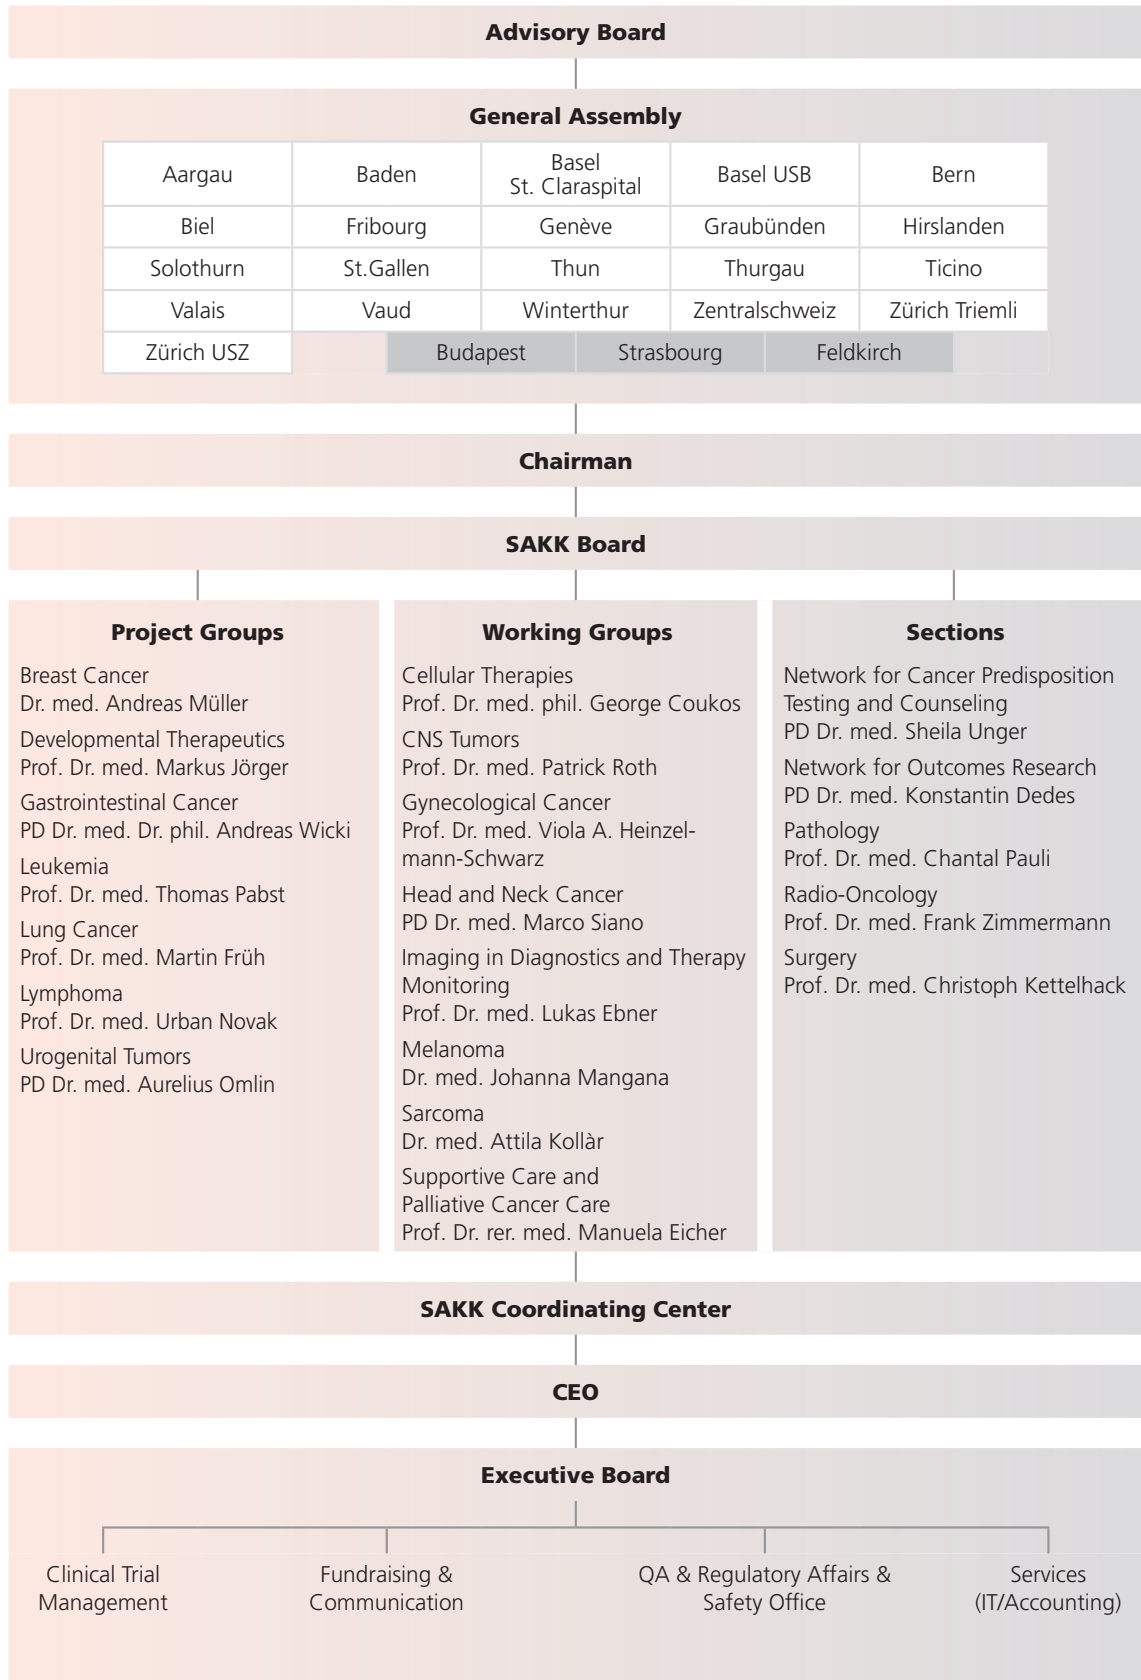 Advisory Board
General Assembly
Aargau
Baden
Basel
St. Claraspital
Basel USB
Bern
Biel
Fribourg
Genève
Graubünden
Hirslanden
Solothurn
St.Gallen
Thun
Thurgau
Ticino
Valais
Vaud
Winterthur
Zentralschweiz
Zürich Triemli
Zürich USZ
Budapest
Strasbourg
Feldkirch
Chairman
SAKK Board
Project Groups
Breast Cancer
Dr. med. Andreas Müller
Developmental Therapeutics
Prof. Dr. med. Markus Jörger
Gastrointestinal Cancer
PD Dr. med. Dr. phil. Andreas Wicki
Leukemia
Prof. Dr. med. Thomas Pabst
Lung Cancer
Prof. Dr. med. Martin Früh
Lymphoma
Prof. Dr. med. Urban Novak
Urogenital Tumors
PD Dr. med. Aurelius Omlin
Working Groups
Cellular Therapies
Prof. Dr. med. phil. George Coukos
CNS Tumors
Prof. Dr. med. Patrick Roth
Gynecological Cancer
Prof. Dr. med. Viola A. Heinzel-
mann-Schwarz
Head and Neck Cancer
PD Dr. med. Marco Siano
Imaging in Diagnostics and Therapy
Monitoring
Prof. Dr. med. Lukas Ebner
Melanoma
Dr. med. Johanna Mangana
Sarcoma
Dr. med. Attila Kollàr
Supportive Care and
Palliative Cancer Care
Prof. Dr. rer. med. Manuela Eicher
Sections
Network for Cancer Predisposition
Testing and Counseling
PD Dr. med. Sheila Unger
Network for Outcomes Research
PD Dr. med. Konstantin Dedes
Pathology
Prof. Dr. med. Chantal Pauli
Radio-Oncology
Prof. Dr. med. Frank Zimmermann
Surgery
Prof. Dr. med. Christoph Kettelhack
SAKK Coordinating Center
CEO
Executive Board
Clinical Trial
Management
Fundraising &
Communication
QA & Regulatory Affairs &
Safety Office
Services
(IT/Accounting)